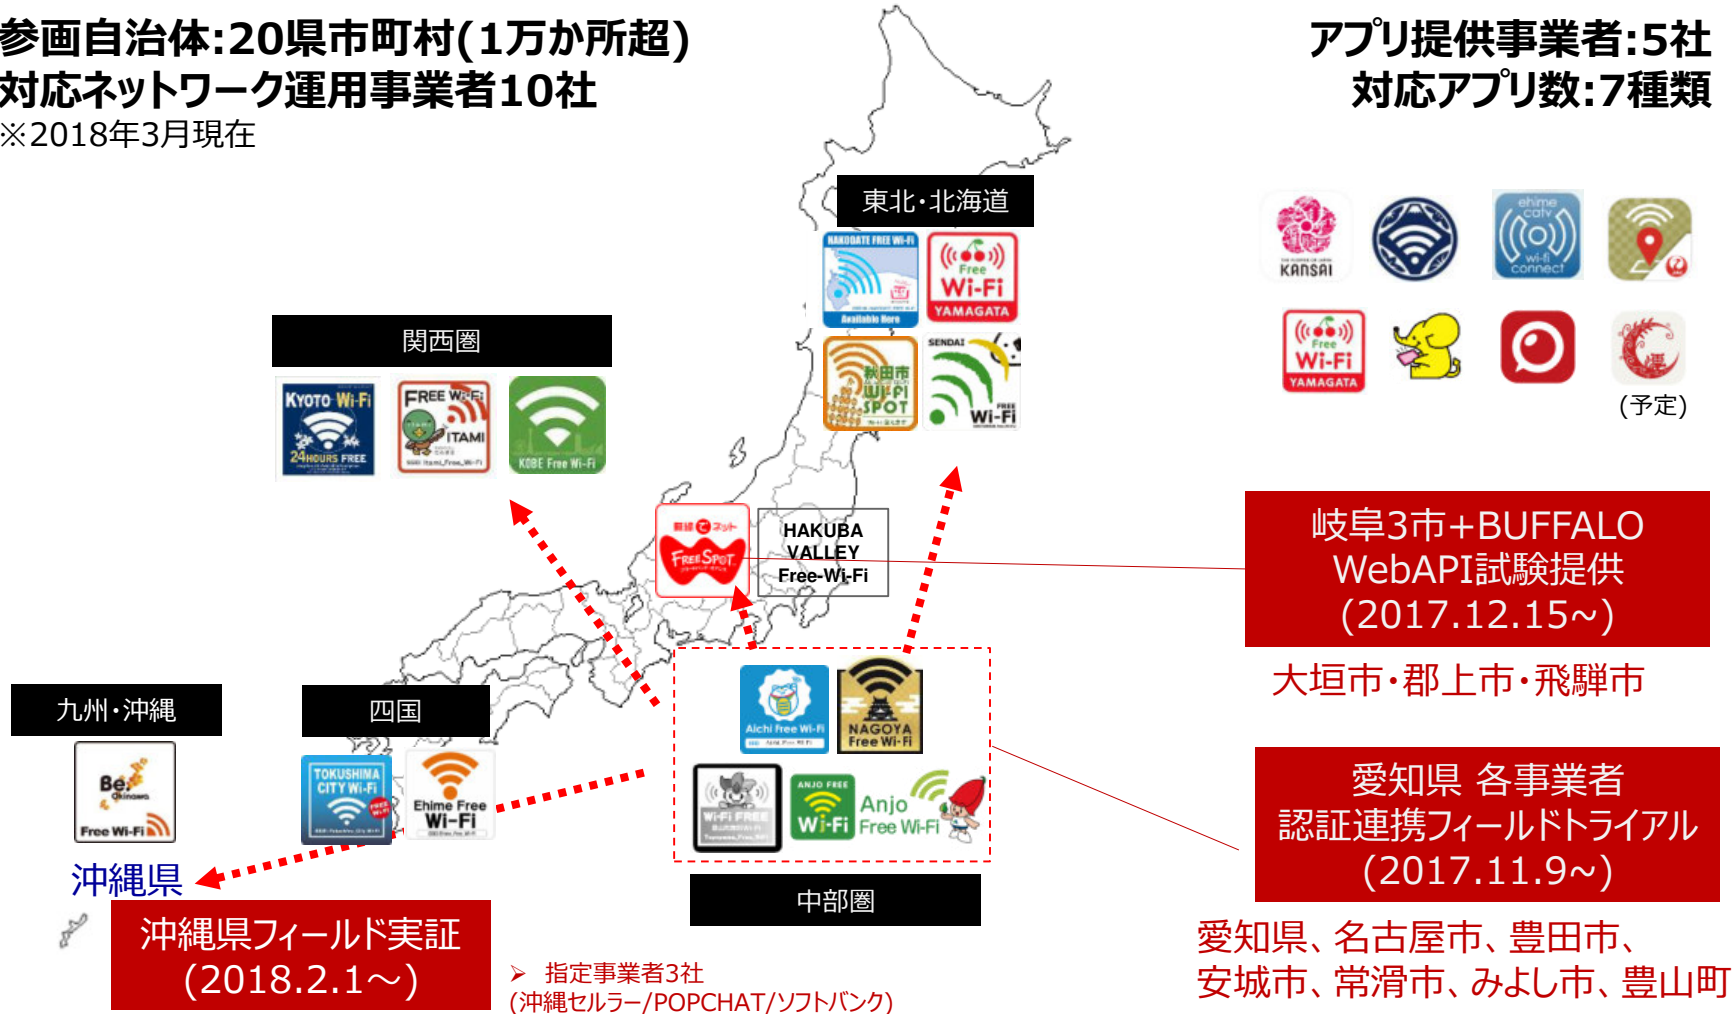 参画自治体:20県市町村(1万か所超)
対応ネットワーク運用事業者10社
※2018年3月現在
アプリ提供事業者:5社
対応アプリ数:7種類
東北・北海道
HAKODATE FREE Wi-Fi
Available Here
Free
Wi-Fi
YAMAGATA
秋田市
Wi-Fi
SPOT
SENDAI
FREE
Wi-Fi
関西圏
KYOTO Wi-Fi
24HOURS FREE
FREE Wi-Fi
ITAMI
Itami_Free_Wi-Fi
KOBE Free Wi-Fi
KANSAI
ehime
catv
wi-fi
connect
Free
Wi-Fi
YAMAGATA
(予定)
無線でネット
FREESPOT
HAKUBA
VALLEY
Free-Wi-Fi
岐阜3市+BUFFALO
WebAPI試験提供
(2017.12.15~)
大垣市・郡上市・飛騨市
九州・沖縄
Be.
Okinawa
Free Wi-Fi
沖縄県
沖縄県フィールド実証
(2018.2.1～)
四国
TOKUSHIMA
CITY Wi-Fi
FREE
Wi-Fi
Ehime Free
Wi-Fi
Aichi Free Wi-Fi
NAGOYA
Free Wi-Fi
Wi-Fi FREE
ANJO FREE
Wi-Fi
Anjo
Free Wi-Fi
中部圏
愛知県 各事業者
認証連携フィールドトライアル
(2017.11.9~)
愛知県、名古屋市、豊田市、
安城市、常滑市、みよし市、豊山町
➢ 指定事業者3社
(沖縄セルラー/POPCHAT/ソフトバンク)